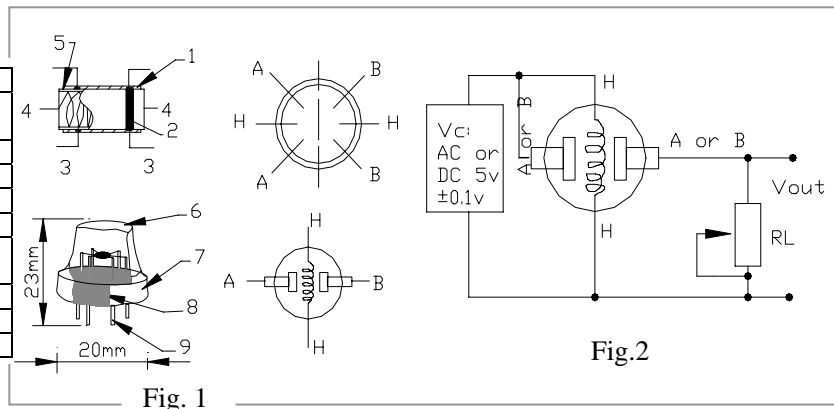 5
1
4
4
2
3
3
6
7
8
9
23mm
20mm
Fig. 1
A
B
H
H
A
B
H
A
B
H
Vc:
AC or
DC 5v
±0.1v
A or B
H
H
A or B
Vout
RL
Fig.2